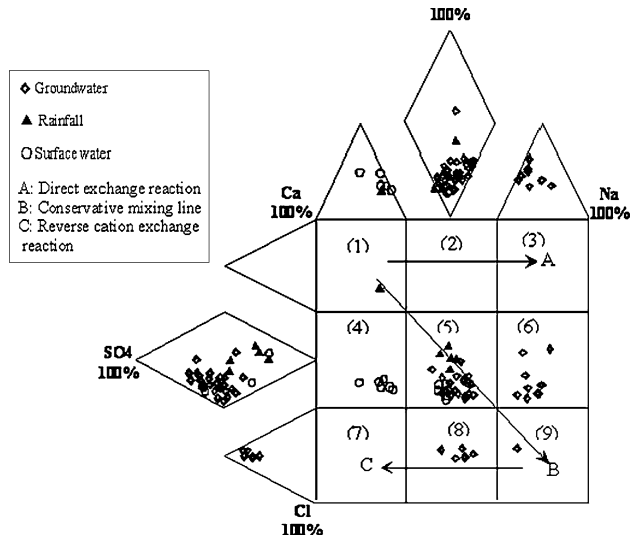 100%
Groundwater
Rainfall
Surface water
A: Direct exchange reaction
B: Conservative mixing line
C: Reverse cation exchange
reaction
Ca
100%
Na
100%
(1)
(2)
(3)
A
SO4
100%
(4)
(5)
(6)
(7)
(8)
(9)
C
B
Cl
100%